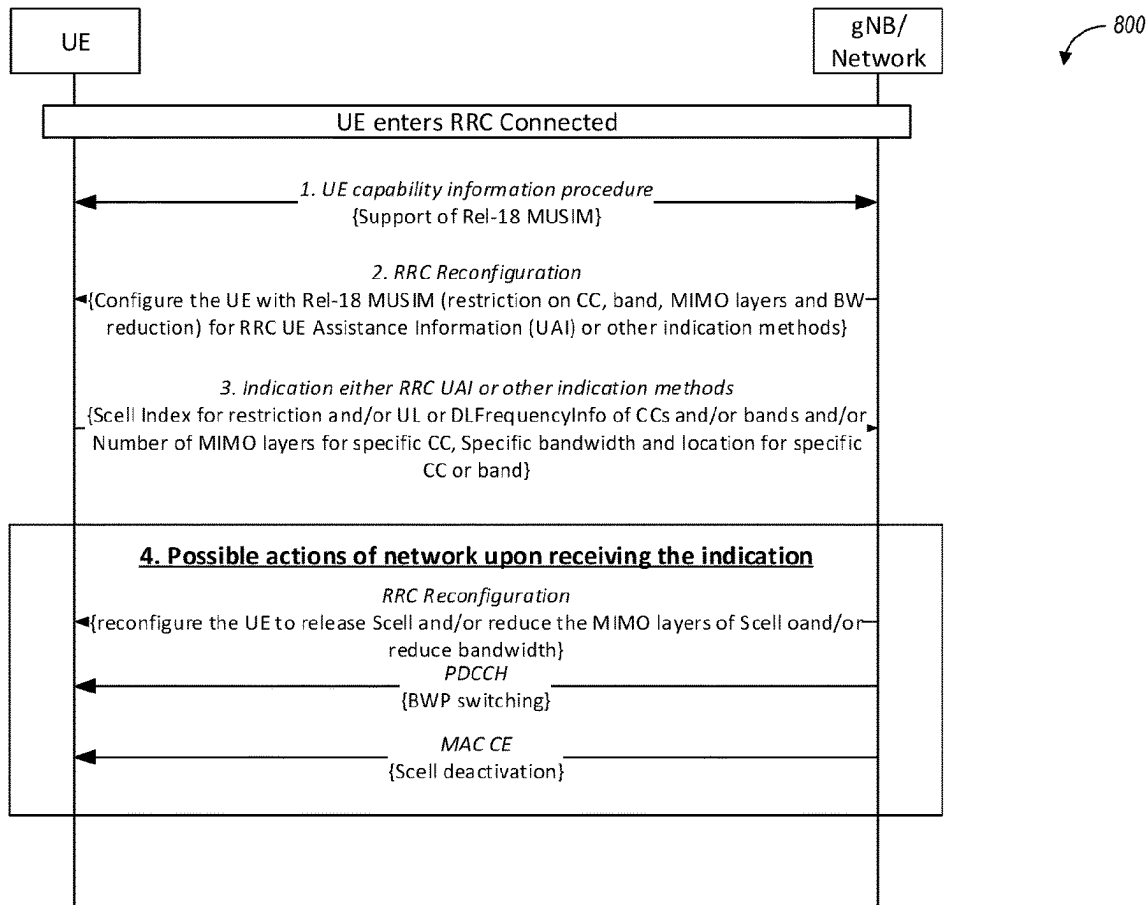 UE
gNB/
Network
800
UE enters RRC Connected
1. UE capability information procedure
{Support of Rel-18 MUSIM}
2. RRC Reconfiguration
{Configure the UE with Rel-18 MUSIM (restriction on CC, band, MIMO layers and BW
reduction) for RRC UE Assistance Information (UAI) or other indication methods}
3. Indication either RRC UAI or other indication methods
{Scell Index for restriction and/or UL or DLFrequencyInfo of CCs and/or bands and/or
Number of MIMO layers for specific CC, Specific bandwidth and location for specific
CC or band}
4. Possible actions of network upon receiving the indication
RRC Reconfiguration
{reconfigure the UE to release Scell and/or reduce the MIMO layers of Scell oand/or
reduce bandwidth}
PDCCH
{BWP switching}
MAC CE
{Scell deactivation}